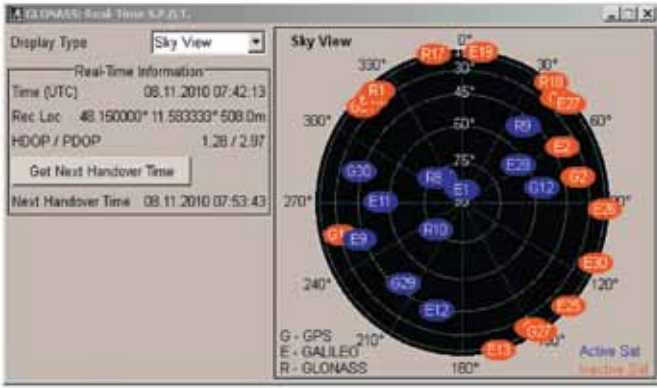 GLONASS: Real Time S.P.O.T.
Display Type Sky View
Real-Time Information
Time (UTC) 08.11.2010 07:42:13
Rec Loc 48.150000° 11.583333° 508.0m
HDOP / PDOP 1.28 / 2.97
Get Next Handover Time
Next Handover Time 08.11.2010 07:53:43
Sky View
0°
R17 E19
330° 30° 30°
R18
R1 45° E27
300° 60° R9 60°
E2
75° E28
G30 R8 G12 G2
E1
270° E11 90 E26
R10
E9
E30
240° 120°
G29 E25
E12
G27
210°
E13
180°
G - GPS
E - GALILEO
R - GLONASS
Active Sat
Inactive Sat